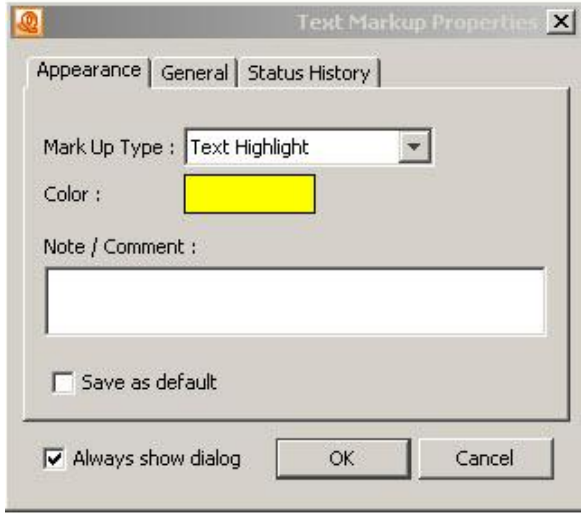 Text Markup Properties
Appearance General Status History
Mark Up Type : Text Highlight
Color :
Note / Comment :
Save as default
Always show dialog OK Cancel